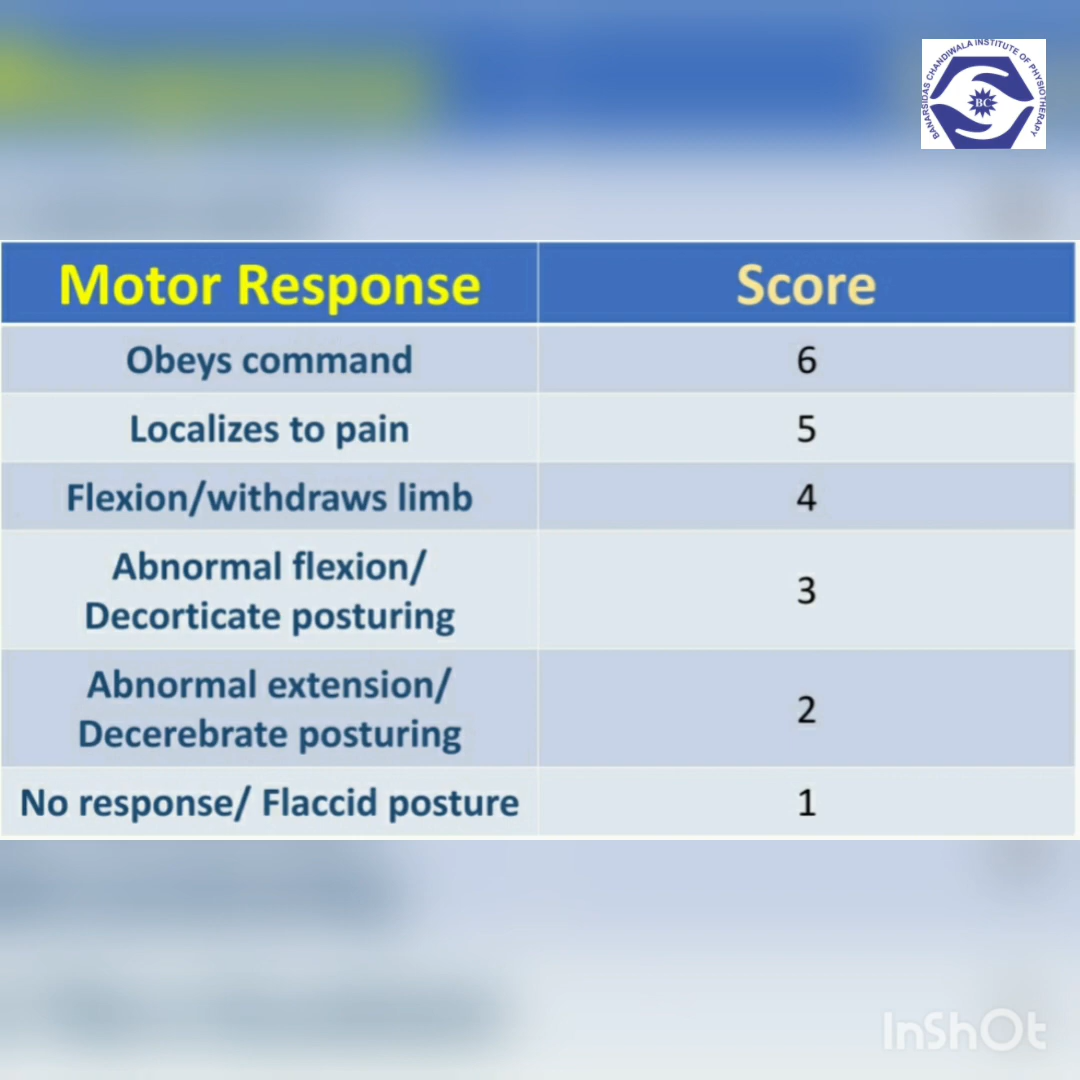 BANARSIDAS CHANDIWALA INSTITUTE OF PHYSIOTHERAPY
BC
Motor Response Score
Obeys command 6
Localizes to pain 5
Flexion/withdraws limb 4
Abnormal flexion/
Decorticate posturing 3
Abnormal extension/
Decerebrate posturing 2
No response/ Flaccid posture 1
InShOt